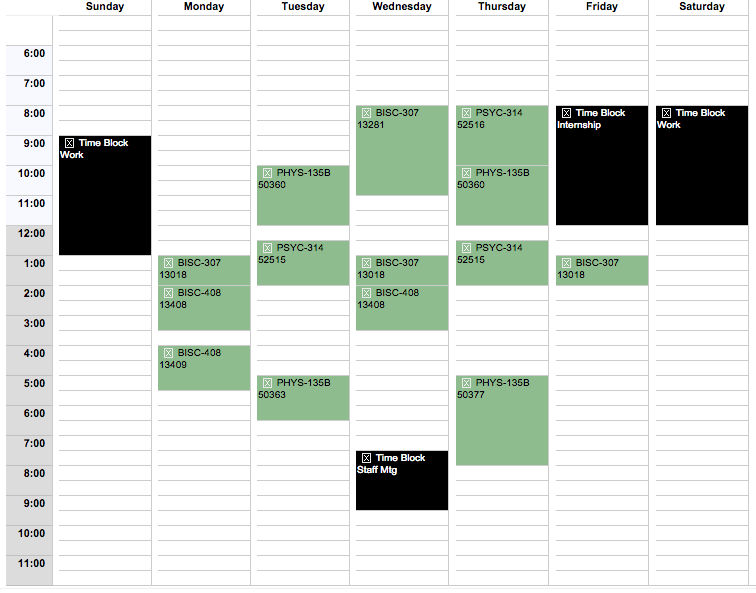 Sunday Monday Tuesday Wednesday Thursday Friday Saturday
6:00
7:00
8:00
9:00
10:00
11:00
12:00
1:00
2:00
3:00
4:00
5:00
6:00
7:00
8:00
9:00
10:00
11:00
Time Block
Work
BISC-307
13018
BISC-408
13408
BISC-408
13409
PHYS-135B
50360
PSYC-314
52515
PHYS-135B
50363
BISC-307
13281
BISC-307
13018
BISC-408
13408
Time Block
Staff Mtg
PSYC-314
52516
PHYS-135B
50360
PSYC-314
52515
PHYS-135B
50377
Time Block
Internship
BISC-307
13018
Time Block
Work